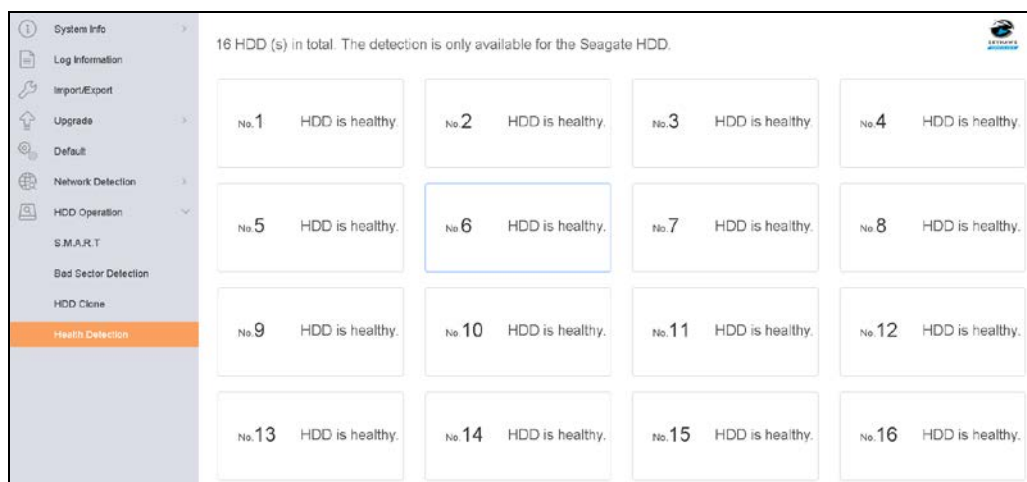 System Info
Log Information
Import/Export
Upgrade
Default
Network Detection
HDD Operation
S.M.A.R.T
Bad Sector Detection
HDD Clone
Health Detection
16 HDD (s) in total. The detection is only available for the Seagate HDD.
SKYHAWK
No.1 HDD is healthy.
No.2 HDD is healthy.
No.3 HDD is healthy.
No.4 HDD is healthy.
No.5 HDD is healthy.
No.6 HDD is healthy.
No.7 HDD is healthy.
No.8 HDD is healthy.
No.9 HDD is healthy.
No.10 HDD is healthy.
No.11 HDD is healthy.
No.12 HDD is healthy.
No.13 HDD is healthy.
No.14 HDD is healthy.
No.15 HDD is healthy.
No.16 HDD is healthy.